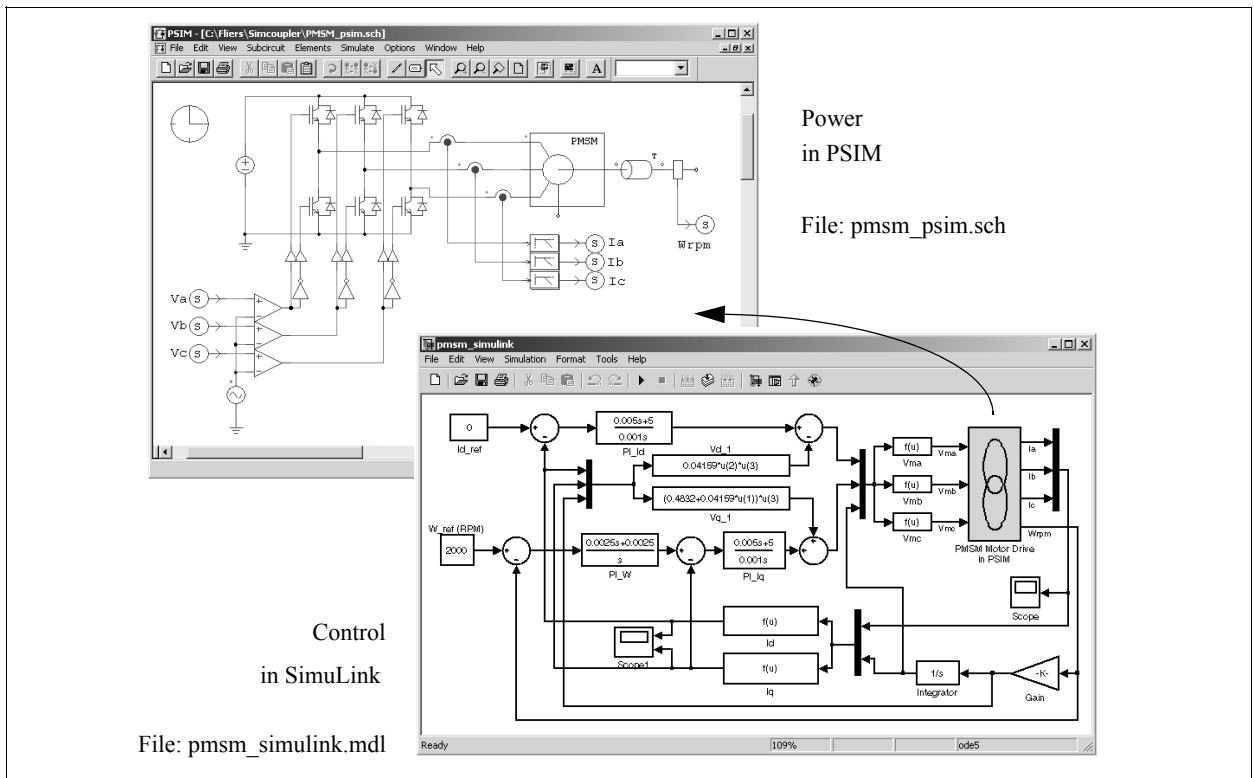 PSIM - [C:\Fliers\Simcoupler\PMSM_psim.sch]
File Edit View Subcircuit Elements Simulate Options Window Help
A
PMSM
T
Wrpm
S
S Ia
S Ib
S Ic
Va S
Vb S
Vc S
Power
in PSIM
File: pmsm_psim.sch
pmsm_simulink
File Edit View Simulation Format Tools Help
0
Id_ref
0.005s+5
0.001s
PI_Id
Vd_1
0.04159*u(2)*u(3)
(0.4832+0.04159*u(1))*u(3)
Vq_1
W_ref (RPM)
2000
0.0025s+0.0025
s
PI_W
0.005s+5
0.001s
PI_Iq
f(u)
Vma
Vma
f(u)
Vmb
Vmb
f(u)
Vmc
Vmc
Ia
Ib
Ic
Wrpm
PMSM Motor Drive
in PSIM
Scope
Scope1
f(u)
Id
f(u)
Iq
1/s
Integrator
-K-
Gain
Ready 109% ode5
Control
in SimuLink
File: pmsm_simulink.mdl